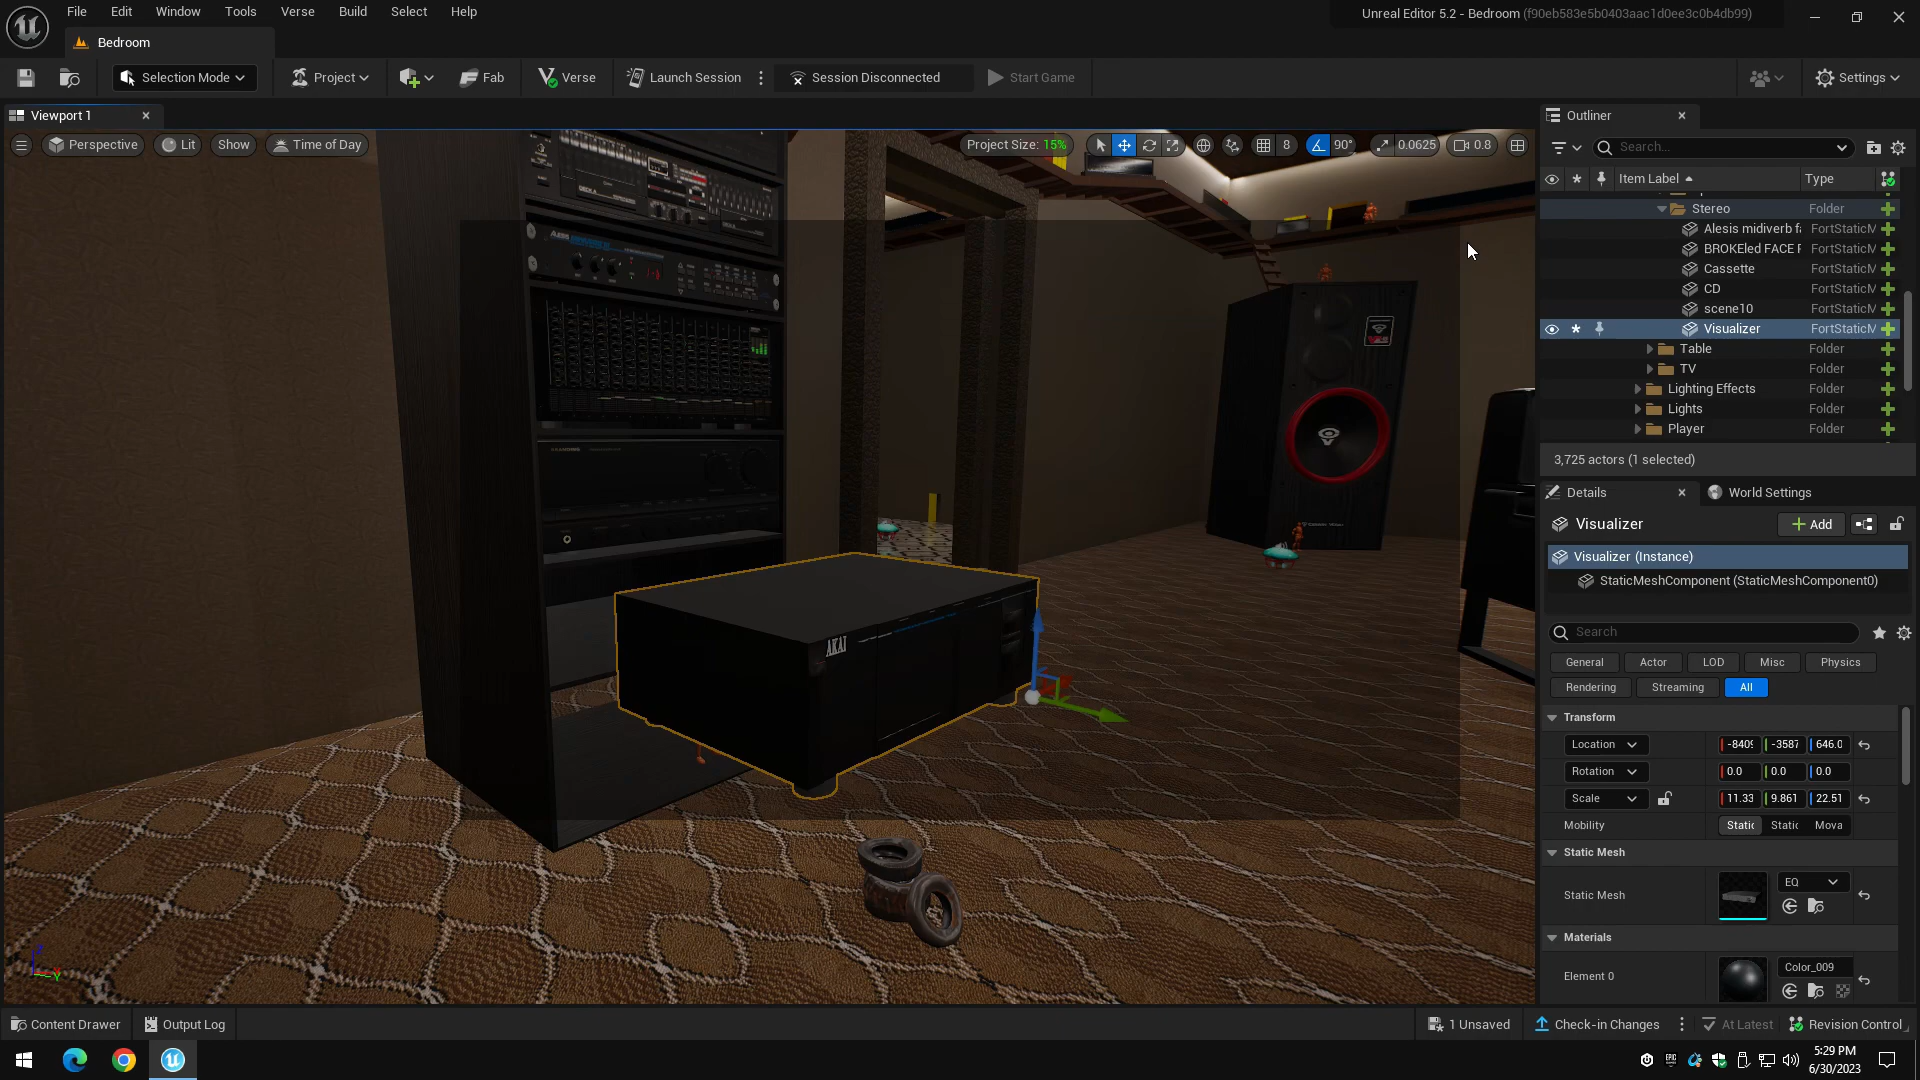 File Edit Window Tools Verse Build Select Help
Unreal Editor 5.2 - Bedroom (f90eb583e5b0403aac1d0ee3c0b4db99)
Bedroom
Selection Mode Project Fab Verse Launch Session Session Disconnected Start Game Settings
Viewport 1
Perspective Lit Show Time of Day Project Size: 15% 8 90° 0.0625 0.8
Outliner
Search...
Item Label Type
Stereo Folder
Alesis midiverb fa FortStaticM
BROKEled FACE F FortStaticM
Cassette FortStaticM
CD FortStaticM
scene10 FortStaticM
Visualizer FortStaticM
Table Folder
TV Folder
Lighting Effects Folder
Lights Folder
Player Folder
3,725 actors (1 selected)
Details World Settings
Visualizer Add
Visualizer (Instance)
StaticMeshComponent (StaticMeshComponent0)
Search
General Actor LOD Misc Physics
Rendering Streaming All
Transform
Location -8409 -3587 646.0
Rotation 0.0 0.0 0.0
Scale 11.33 9.861 22.51
Mobility Static Static Mova
Static Mesh
Static Mesh EQ
Materials
Element 0 Color_009
AKAI
Content Drawer Output Log 1 Unsaved Check-in Changes At Latest Revision Control
5:29 PM
6/30/2023